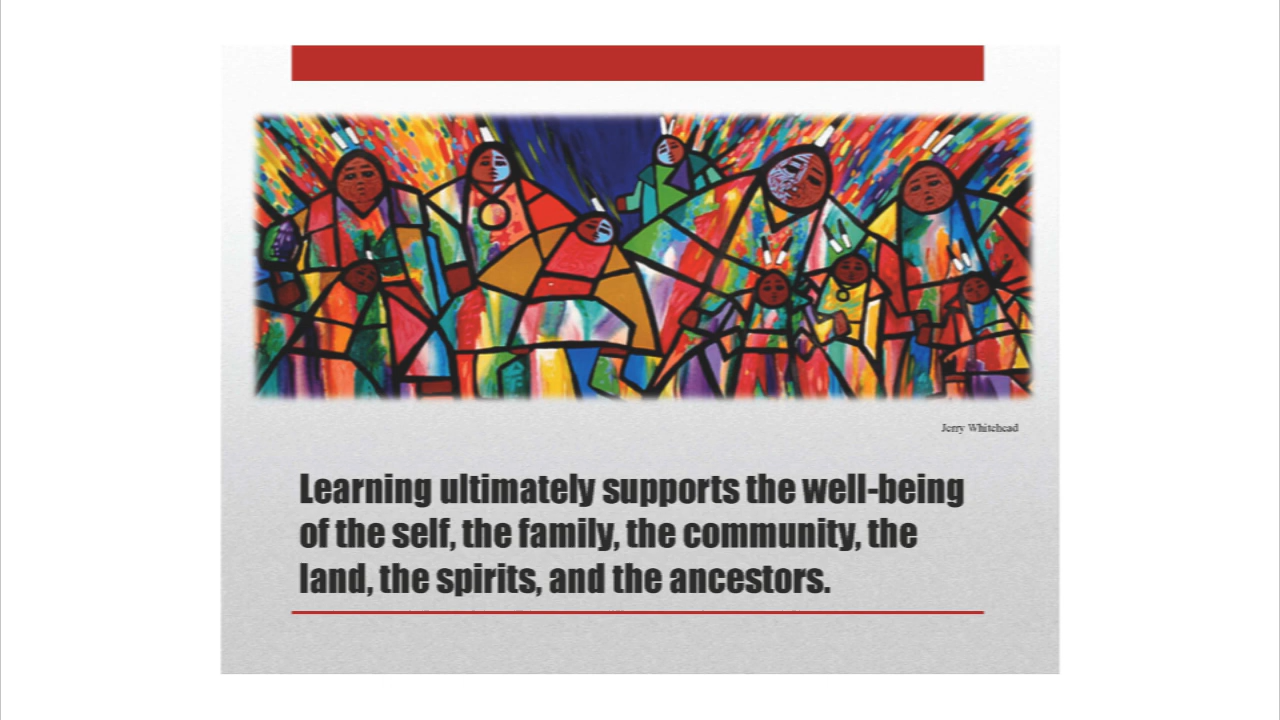 Jerry Whitehead
Learning ultimately supports the well-being
of the self, the family, the community, the
land, the spirits, and the ancestors.